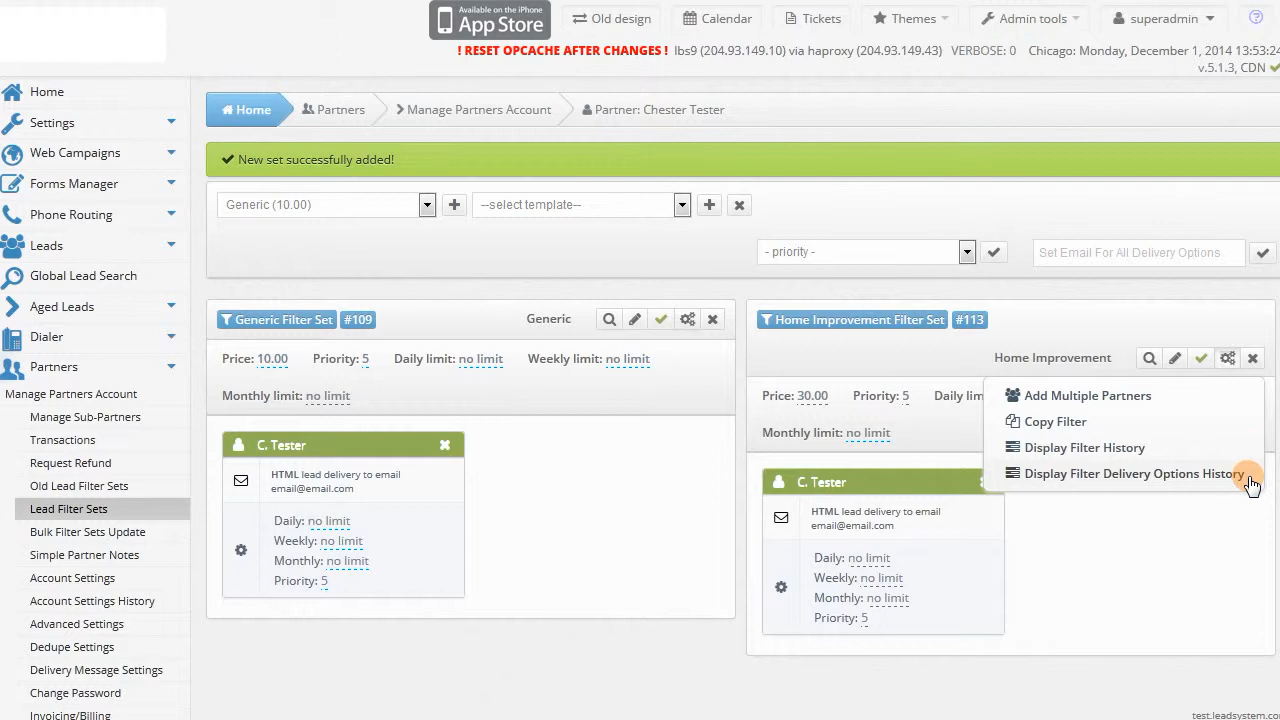 Available on the iPhone
App Store
Old design
Calendar
Tickets
Themes
Admin tools
superadmin
! RESET OPCACHE AFTER CHANGES ! lbs9 (204.93.149.10) via haproxy (204.93.149.43) VERBOSE: 0 Chicago: Monday, December 1, 2014 13:53:24
v.5.1.3, CDN
Home
Settings
Web Campaigns
Forms Manager
Phone Routing
Leads
Global Lead Search
Aged Leads
Dialer
Partners
Manage Partners Account
Manage Sub-Partners
Transactions
Request Refund
Old Lead Filter Sets
Lead Filter Sets
Bulk Filter Sets Update
Simple Partner Notes
Account Settings
Account Settings History
Advanced Settings
Dedupe Settings
Delivery Message Settings
Change Password
Invoicing/Billing
Home
Partners
Manage Partners Account
Partner: Chester Tester
New set successfully added!
Generic (10.00)
--select template--
- priority -
Set Email For All Delivery Options
Generic Filter Set #109 Generic
Price: 10.00 Priority: 5 Daily limit: no limit Weekly limit: no limit
Monthly limit: no limit
C. Tester
HTML lead delivery to email
email@email.com
Daily: no limit
Weekly: no limit
Monthly: no limit
Priority: 5
Home Improvement Filter Set #113
Home Improvement
Price: 30.00 Priority: 5 Daily lim
Monthly limit: no limit
Add Multiple Partners
Copy Filter
Display Filter History
Display Filter Delivery Options History
C. Tester
HTML lead delivery to email
email@email.com
Daily: no limit
Weekly: no limit
Monthly: no limit
Priority: 5
test.leadsystem.co